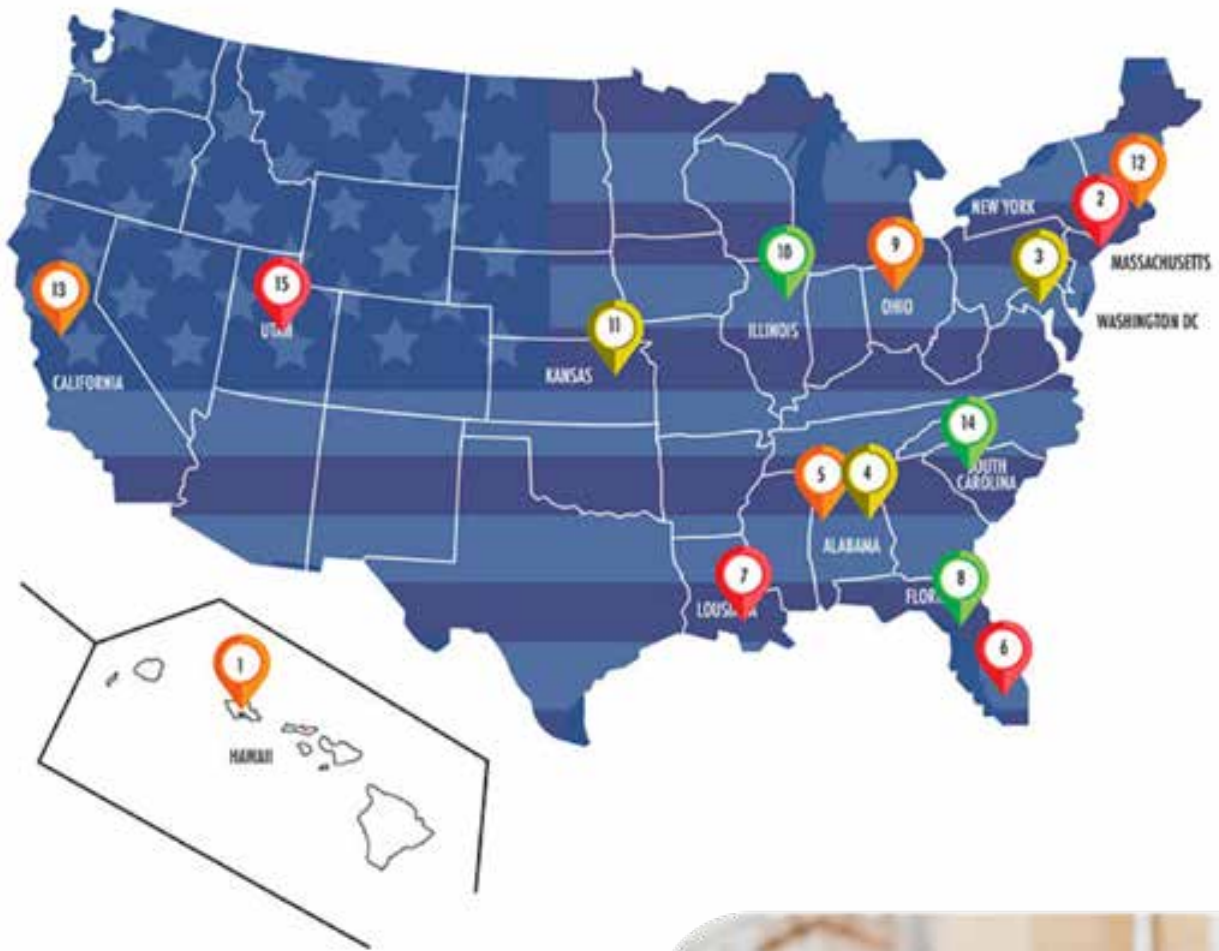 12
2
NEW YORK
9
10
3
MASSACHUSETTS
15
13
OHIO
WASHINGTON DC
UTAH
11
ILLINOIS
KANSAS
CALIFORNIA
14
5
4
SOUTH
CAROLINA
ALABAMA
7
8
6
1
HAWAII